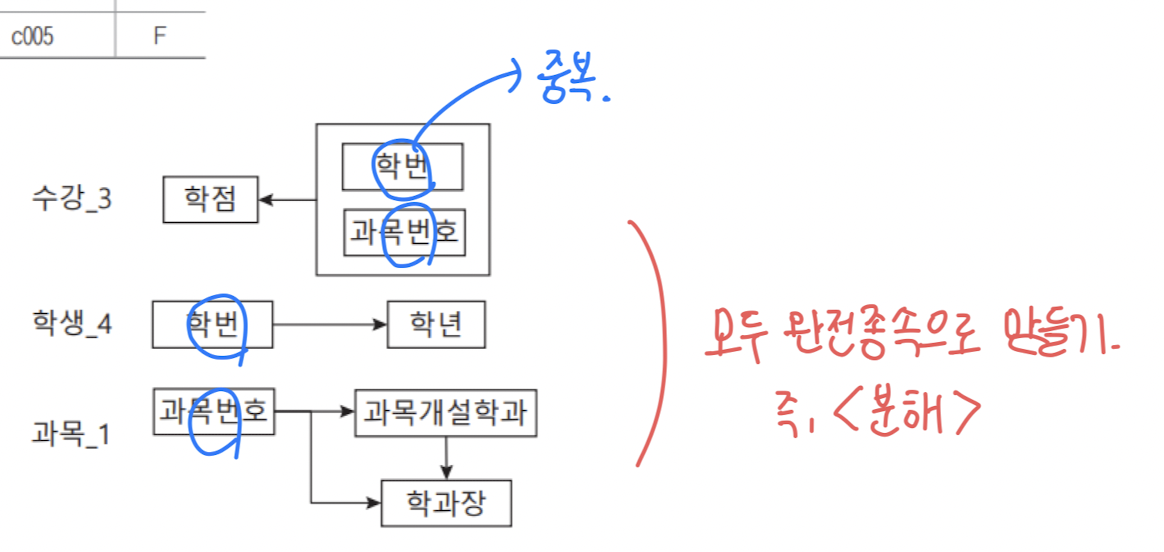 c005 F
중복.
수강_3 학점 학번
과목번호
학생_4 학번 학년
과목_1 과목번호 과목개설학과
학과장
모두 완전종속으로 만들기.
즉, <분해>